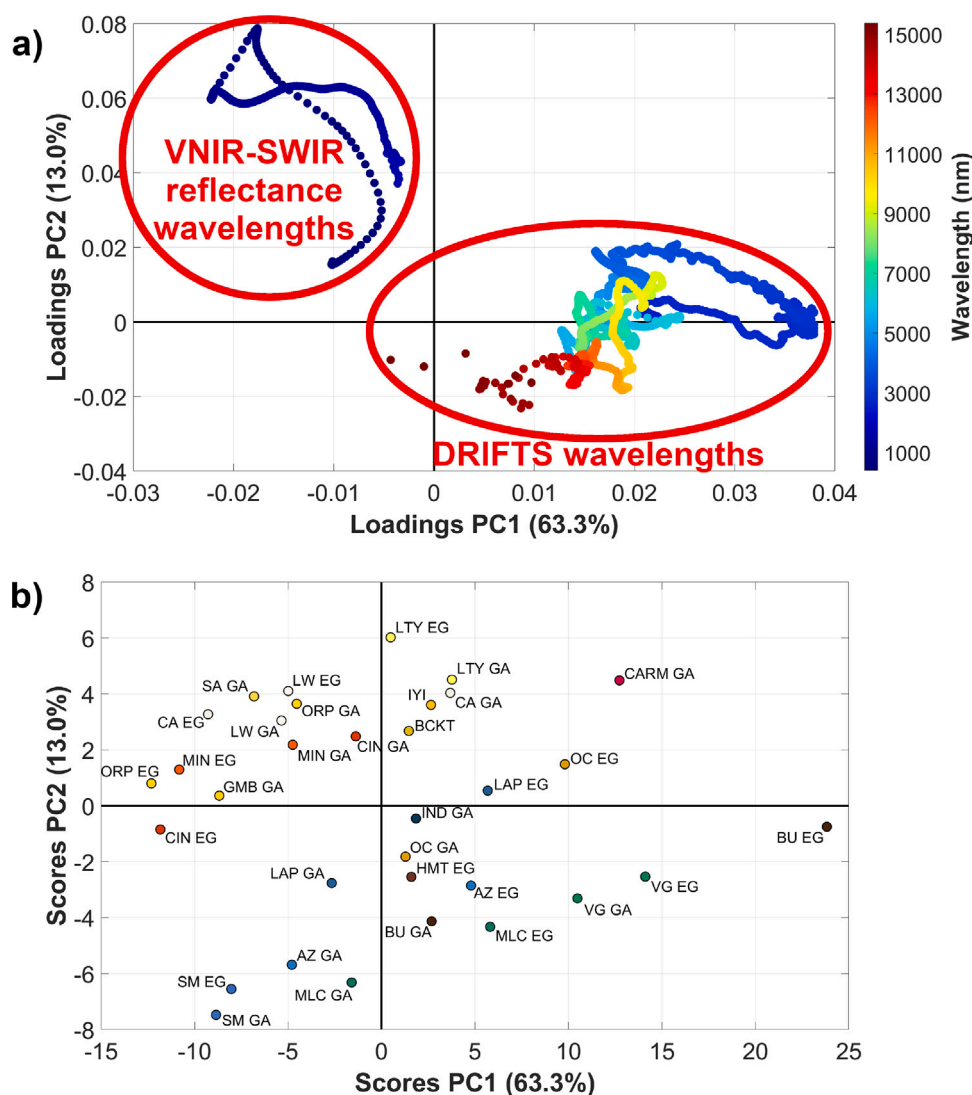 a)
0.08
0.06
0.04
0.02
0
-0.02
-0.04
Loadings PC2 (13.0%)
VNIR-SWIR
reflectance
wavelengths
DRIFTS wavelengths
-0.03
-0.02
-0.01
0
0.01
0.02
0.03
0.04
Loadings PC1 (63.3%)
15000
13000
11000
9000
7000
5000
3000
1000
Wavelength (nm)
b)
8
6
4
2
0
-2
-4
-6
-8
Scores PC2 (13.0%)
LTY EG
LTY GA
CARM GA
LW EG
SA GA
CA GA
IYI
ORP GA
CA EG
LW GA
BCKT
MIN GA
CIN GA
OC EG
MIN EG
ORP EG
LAP EG
GMB GA
IND GA
CIN EG
BU EG
OC GA
HMT EG
LAP GA
AZ EG
VG EG
VG GA
BU GA
MLC EG
AZ GA
SM EG
MLC GA
SM GA
-15
-10
-5
0
5
10
15
20
25
Scores PC1 (63.3%)